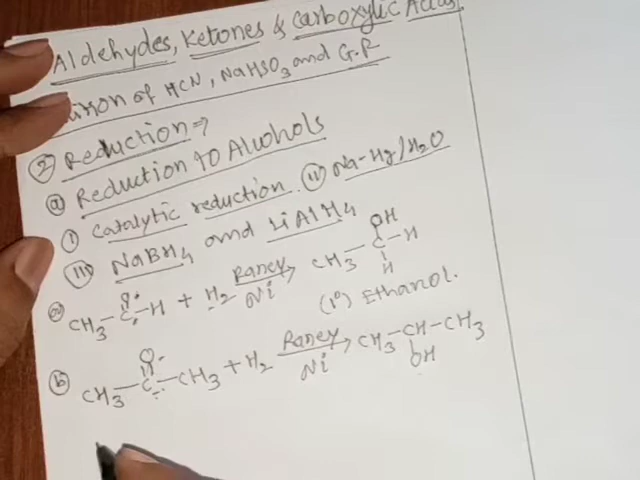 Aldehydes, Ketones & Carboxylic Acids
ition of HCN, NaHSO3 and G.R
② Reduction ⇒
ⓐ Reduction to Alcohols
ⓘ Catalytic reduction. ⓘⓘ Na-Hg/H2O
ⓘⓘⓘ NaBH4 and LiAlH4
ⓐ CH3-C(=O)-H + H2 Raney Ni → CH3-C(OH)(H)-H
(1°) Ethanol.
ⓑ CH3-C(=O)-CH3 + H2 Raney Ni → CH3-CH(OH)-CH3